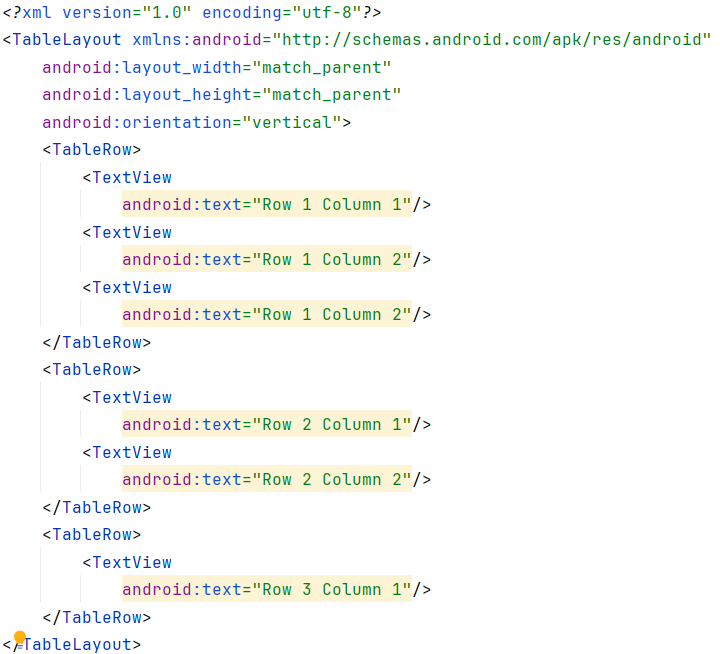 <?xml version="1.0" encoding="utf-8"?>
<TableLayout xmlns:android="http://schemas.android.com/apk/res/android"
    android:layout_width="match_parent"
    android:layout_height="match_parent"
    android:orientation="vertical">
    <TableRow>
        <TextView
            android:text="Row 1 Column 1"/>
        <TextView
            android:text="Row 1 Column 2"/>
        <TextView
            android:text="Row 1 Column 2"/>
    </TableRow>
    <TableRow>
        <TextView
            android:text="Row 2 Column 1"/>
        <TextView
            android:text="Row 2 Column 2"/>
    </TableRow>
    <TableRow>
        <TextView
            android:text="Row 3 Column 1"/>
    </TableRow>
</TableLayout>